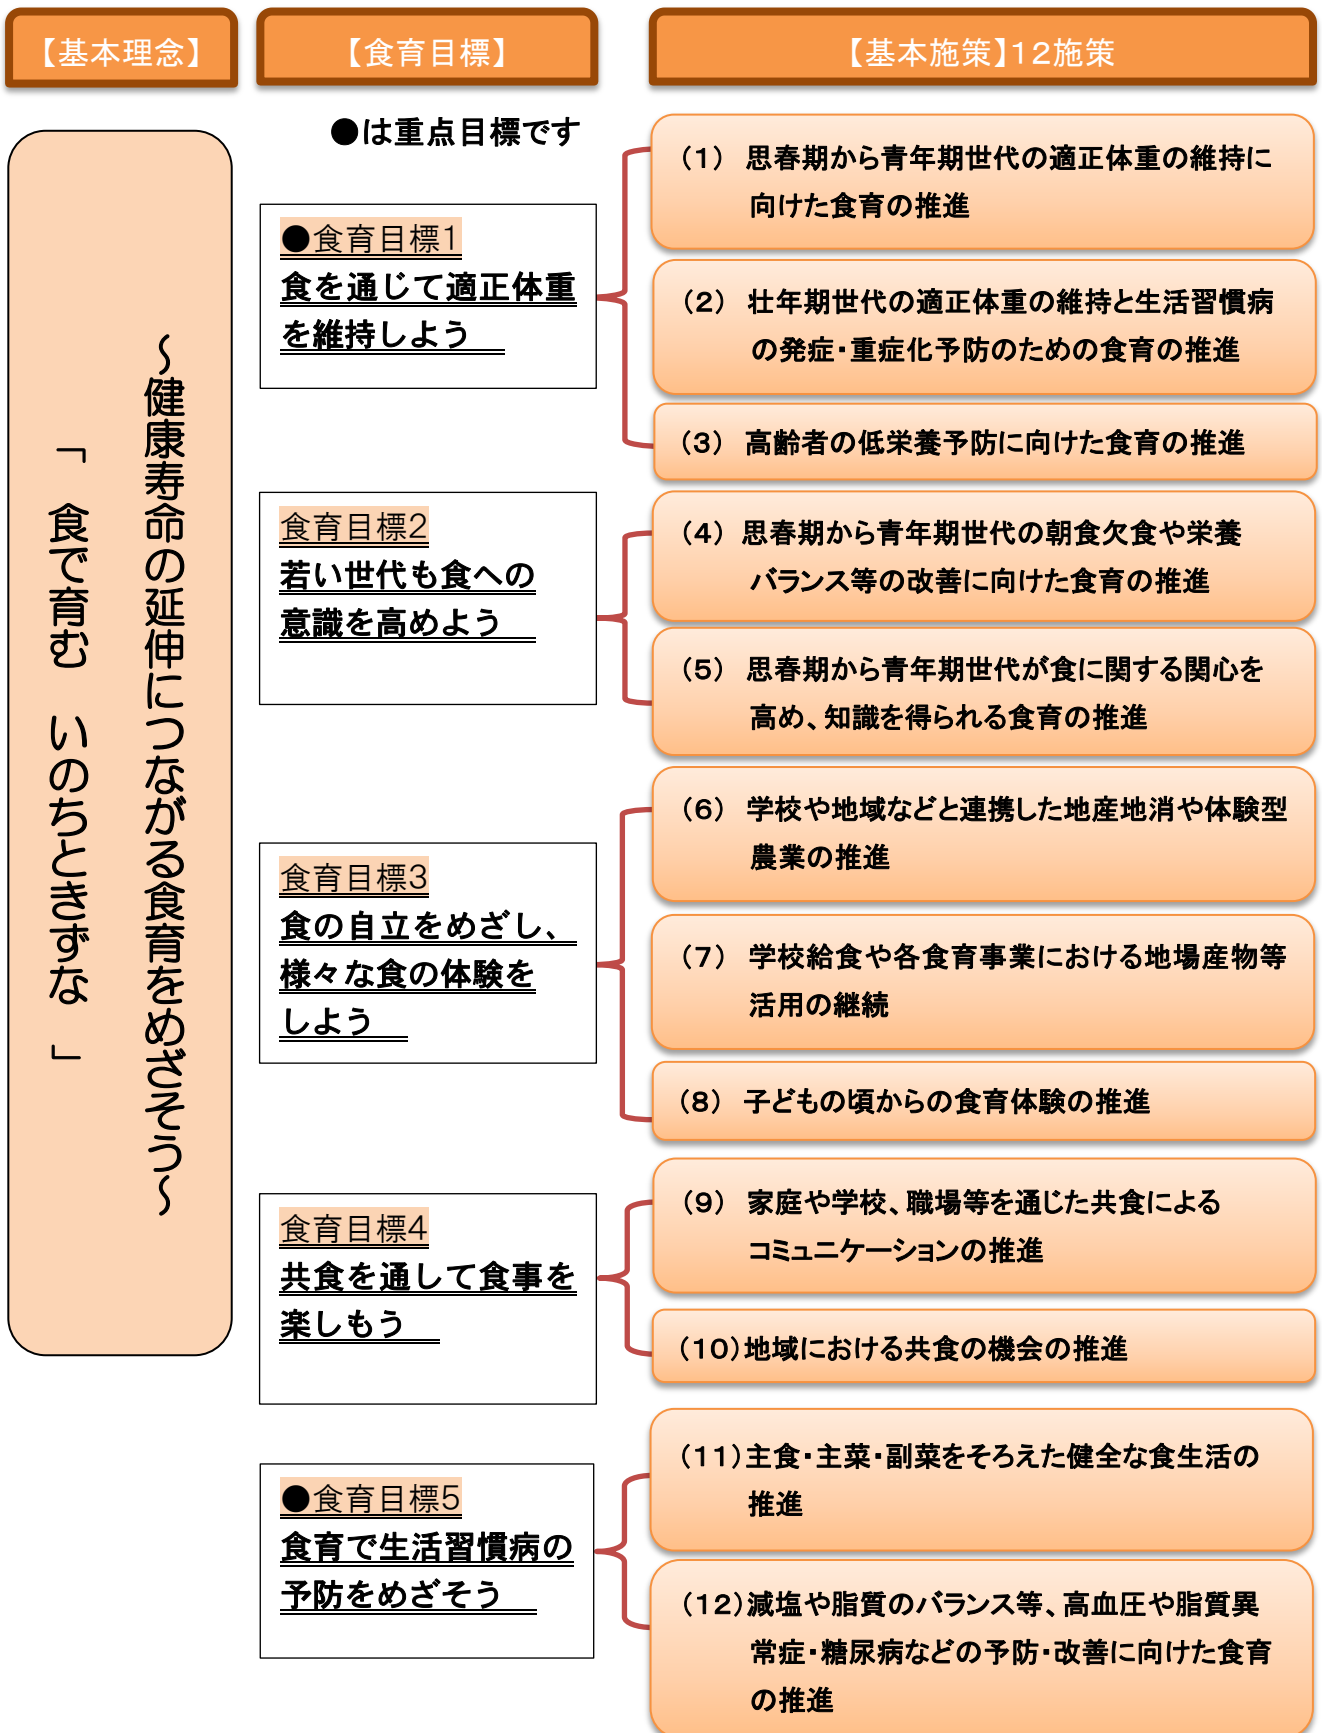 【基本理念】
【食育目標】
【基本施策】12施策
～健康寿命の延伸につながる食育をめざそう～
「　食で育む　いのちときずな　」
●は重点目標です
●食育目標1
食を通じて適正体重
を維持しよう
(1)　思春期から青年期世代の適正体重の維持に
向けた食育の推進
(2)　壮年期世代の適正体重の維持と生活習慣病
の発症・重症化予防のための食育の推進
(3)　高齢者の低栄養予防に向けた食育の推進
食育目標2
若い世代も食への
意識を高めよう
(4)　思春期から青年期世代の朝食欠食や栄養
バランス等の改善に向けた食育の推進
(5)　思春期から青年期世代が食に関する関心を
高め、知識を得られる食育の推進
食育目標3
食の自立をめざし、
様々な食の体験を
しよう
(6)　学校や地域などと連携した地産地消や体験型
農業の推進
(7)　学校給食や各食育事業における地場産物等
活用の継続
(8)　子どもの頃からの食育体験の推進
食育目標4
共食を通して食事を
楽しもう
(9)　家庭や学校、職場等を通じた共食による
コミュニケーションの推進
(10)地域における共食の機会の推進
●食育目標5
食育で生活習慣病の
予防をめざそう
(11)主食・主菜・副菜をそろえた健全な食生活の
推進
(12)減塩や脂質のバランス等、高血圧や脂質異
常症・糖尿病などの予防・改善に向けた食育
の推進